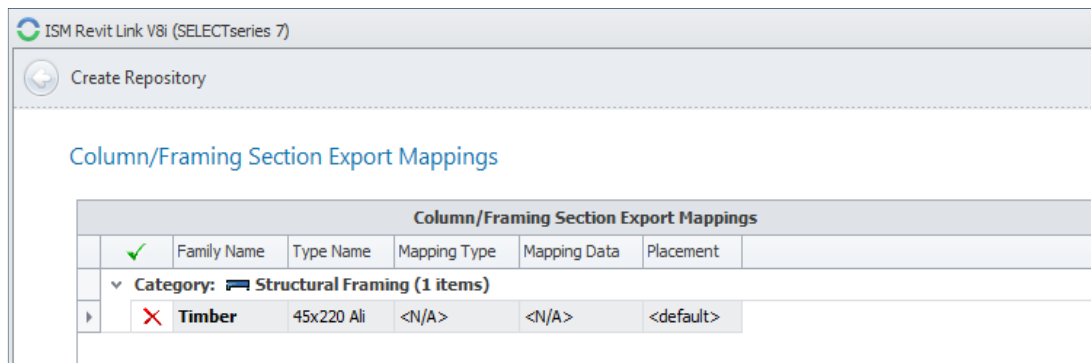 ISM Revit Link V8i (SELECTseries 7)
Create Repository
Column/Framing Section Export Mappings
Column/Framing Section Export Mappings
Family Name Type Name Mapping Type Mapping Data Placement
Category: Structural Framing (1 items)
Timber 45x220 Ali <N/A> <N/A> <default>